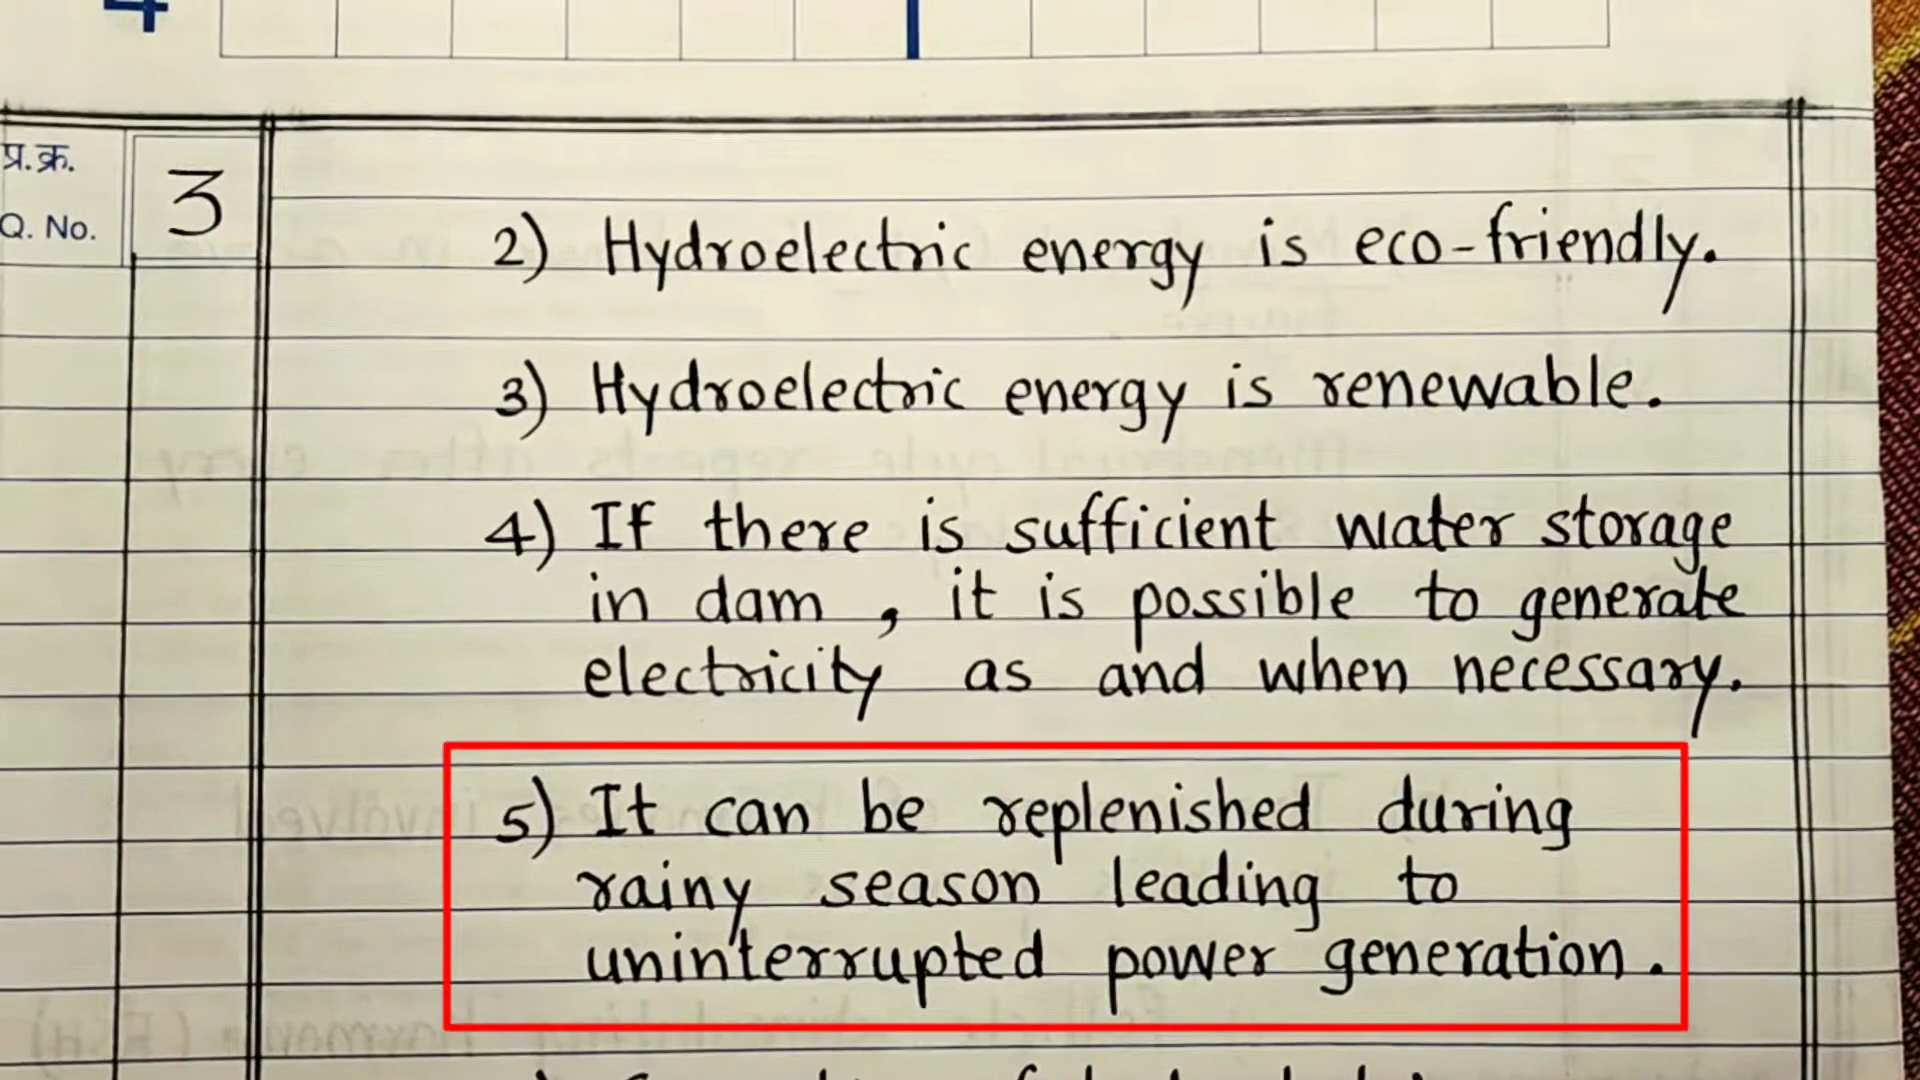 4
प्र.क्र.
Q. No.
3
2) Hydroelectric energy is eco-friendly.
3) Hydroelectric energy is renewable.
4) If there is sufficient water storage
in dam , it is possible to generate
electricity as and when necessary.
5) It can be replenished during
rainy season leading to
uninterrupted power generation.